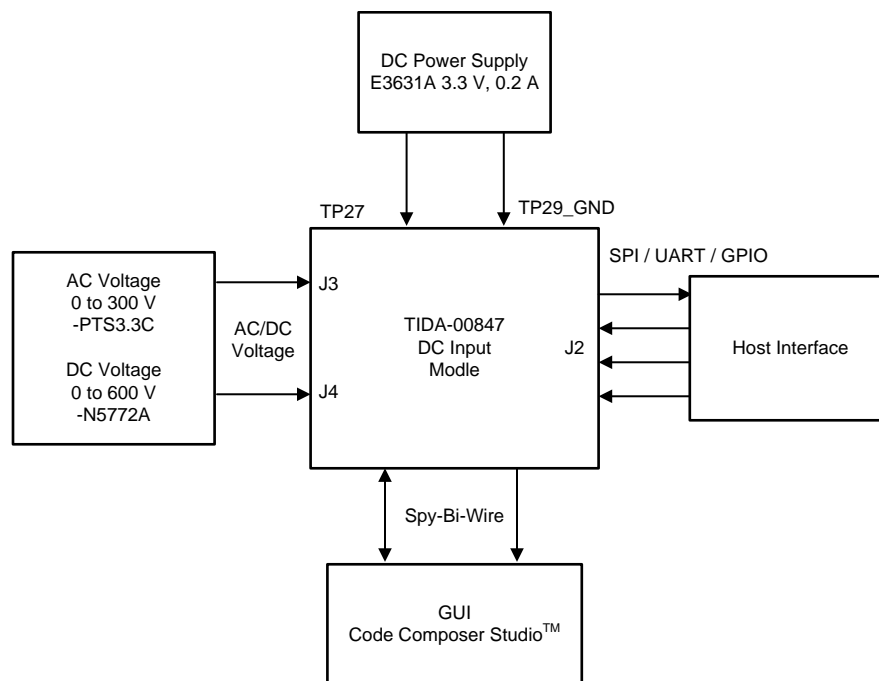 DC Power Supply
E3631A 3.3 V, 0.2 A
TP27
TP29_GND
SPI / UART / GPIO
AC Voltage
0 to 300 V
-PTS3.3C
DC Voltage
0 to 600 V
-N5772A
AC/DC
Voltage
J3
J4
TIDA-00847
DC Input
Modle
J2
Host Interface
Spy-Bi-Wire
GUI
Code Composer Studio™